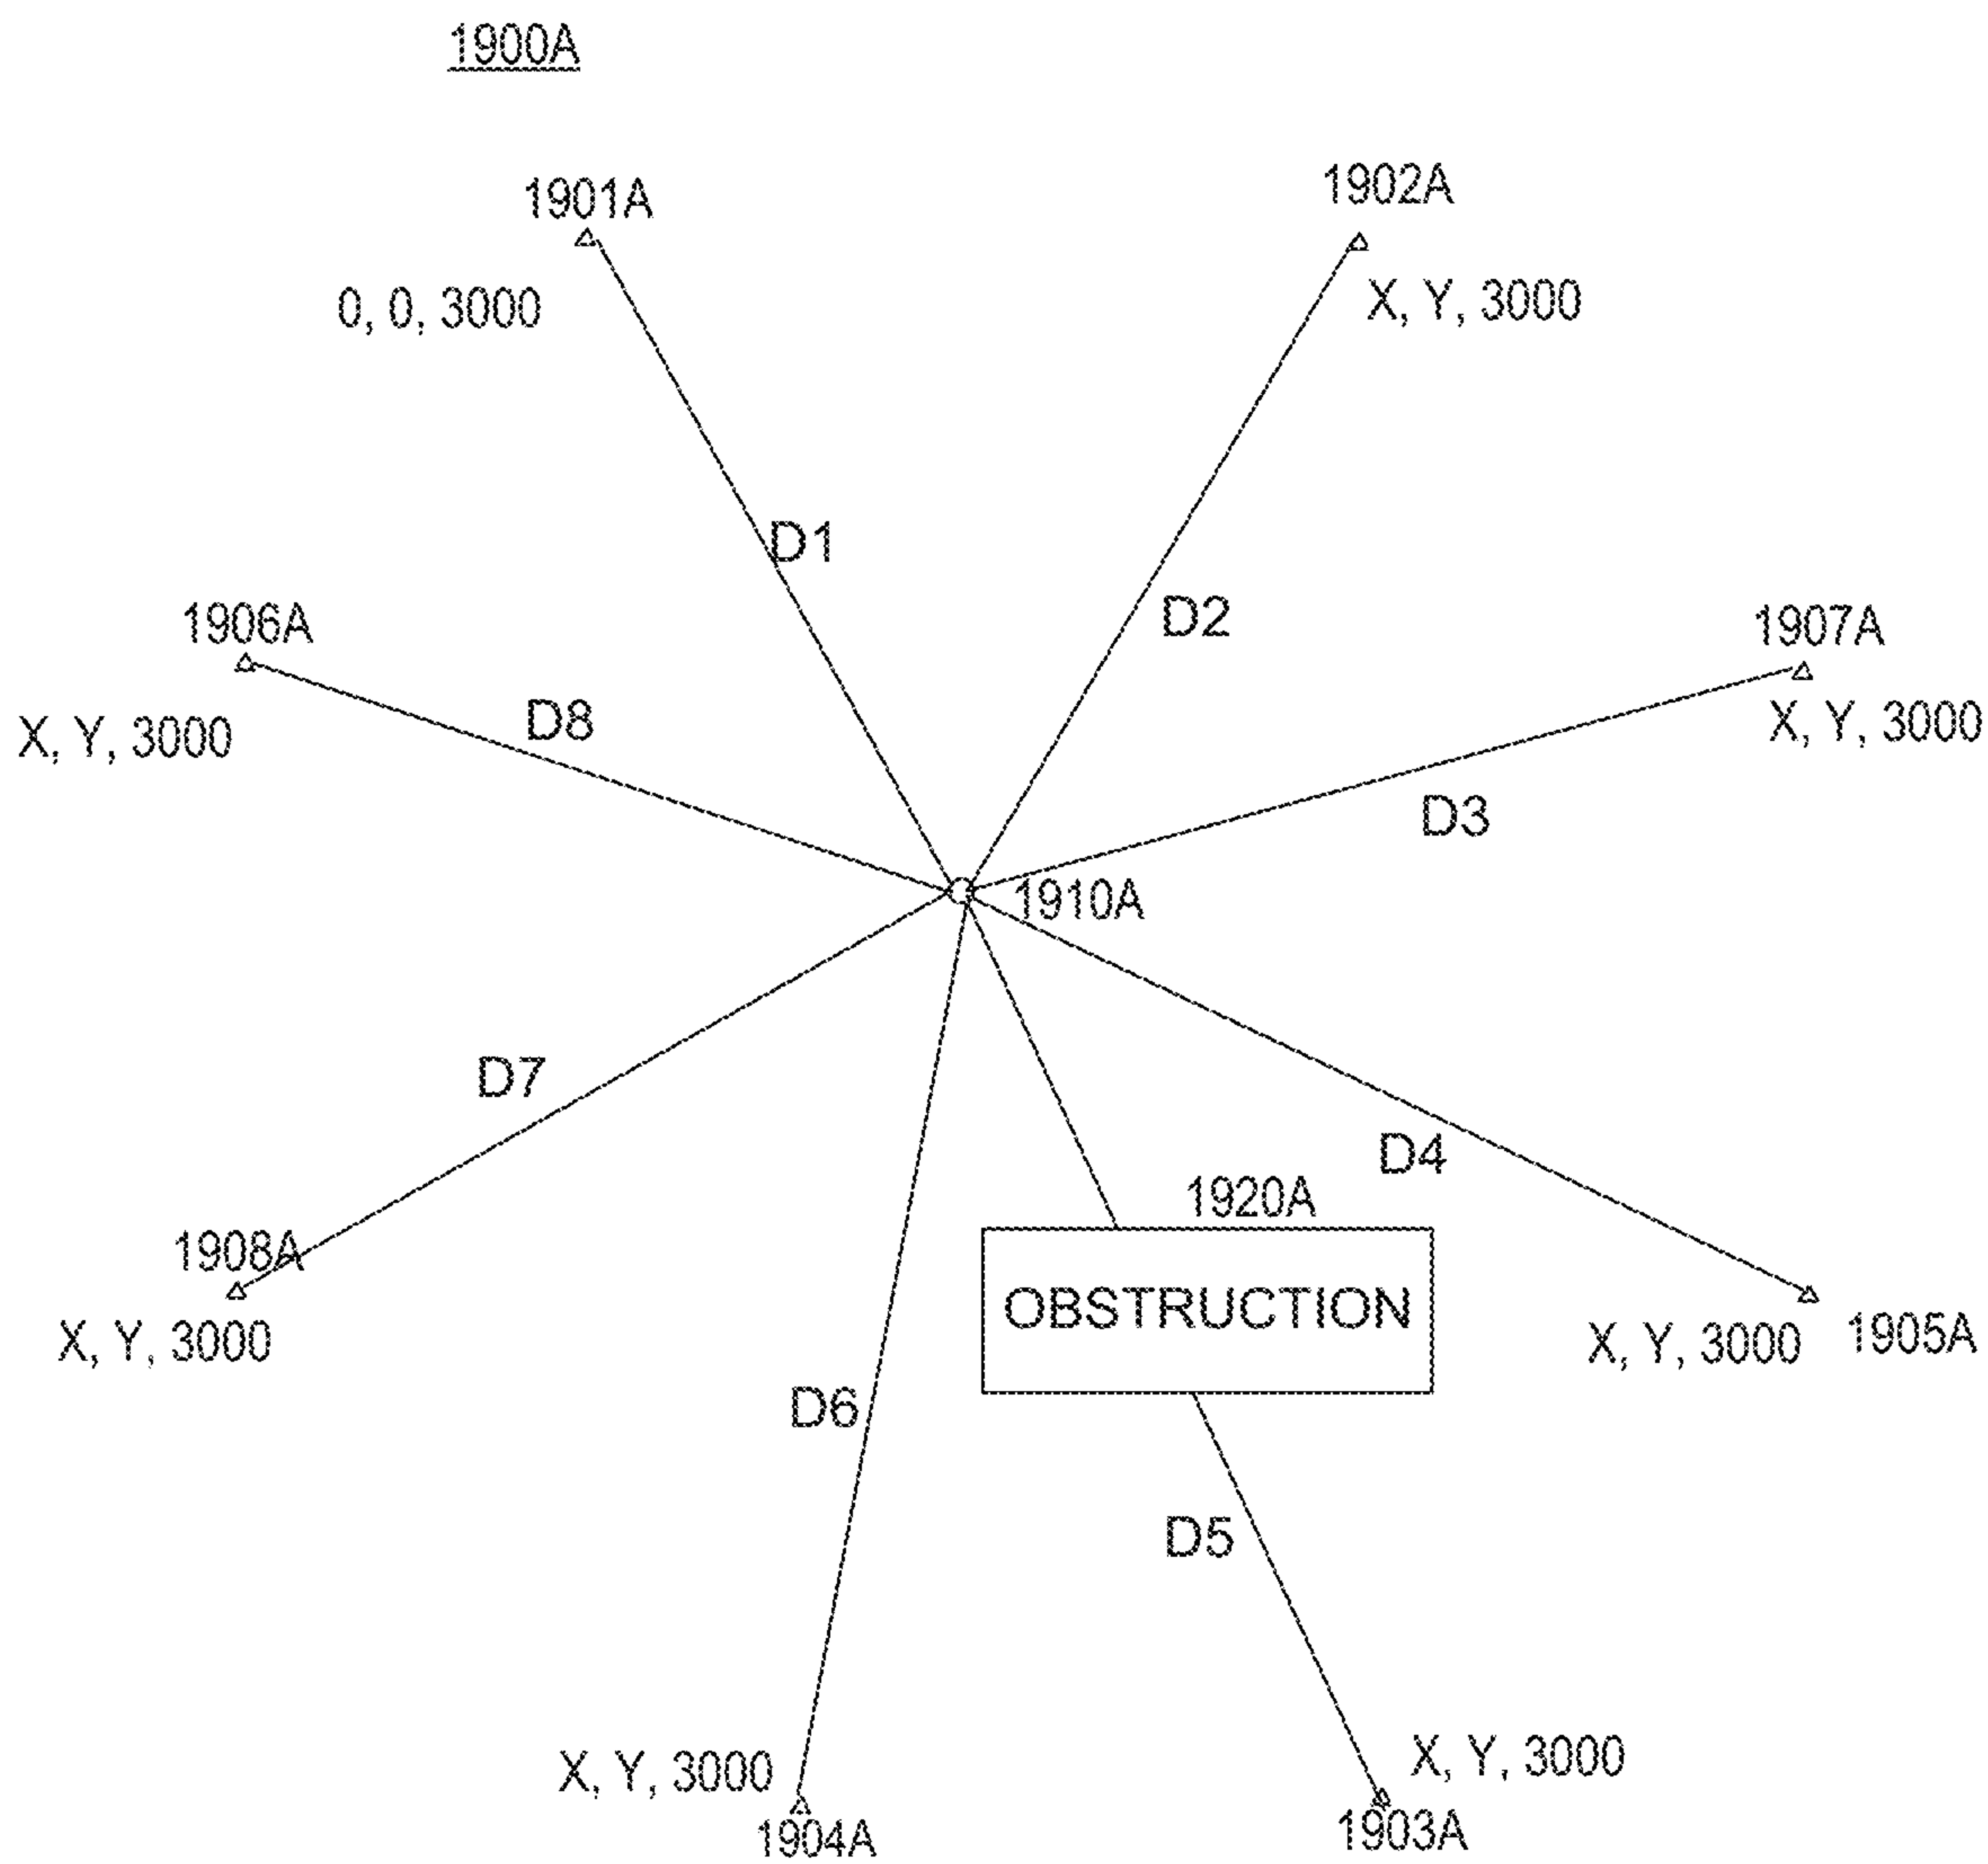 1900A
1901A
1902A
0, 0, 3000
X, Y, 3000
D1
D2
1906A
1907A
X, Y, 3000
D8
X, Y, 3000
D3
1910A
D7
D4
1920A
1908A
OBSTRUCTION
X, Y, 3000
X, Y, 3000
1905A
D6
D5
X, Y, 3000
X, Y, 3000
1904A
1903A